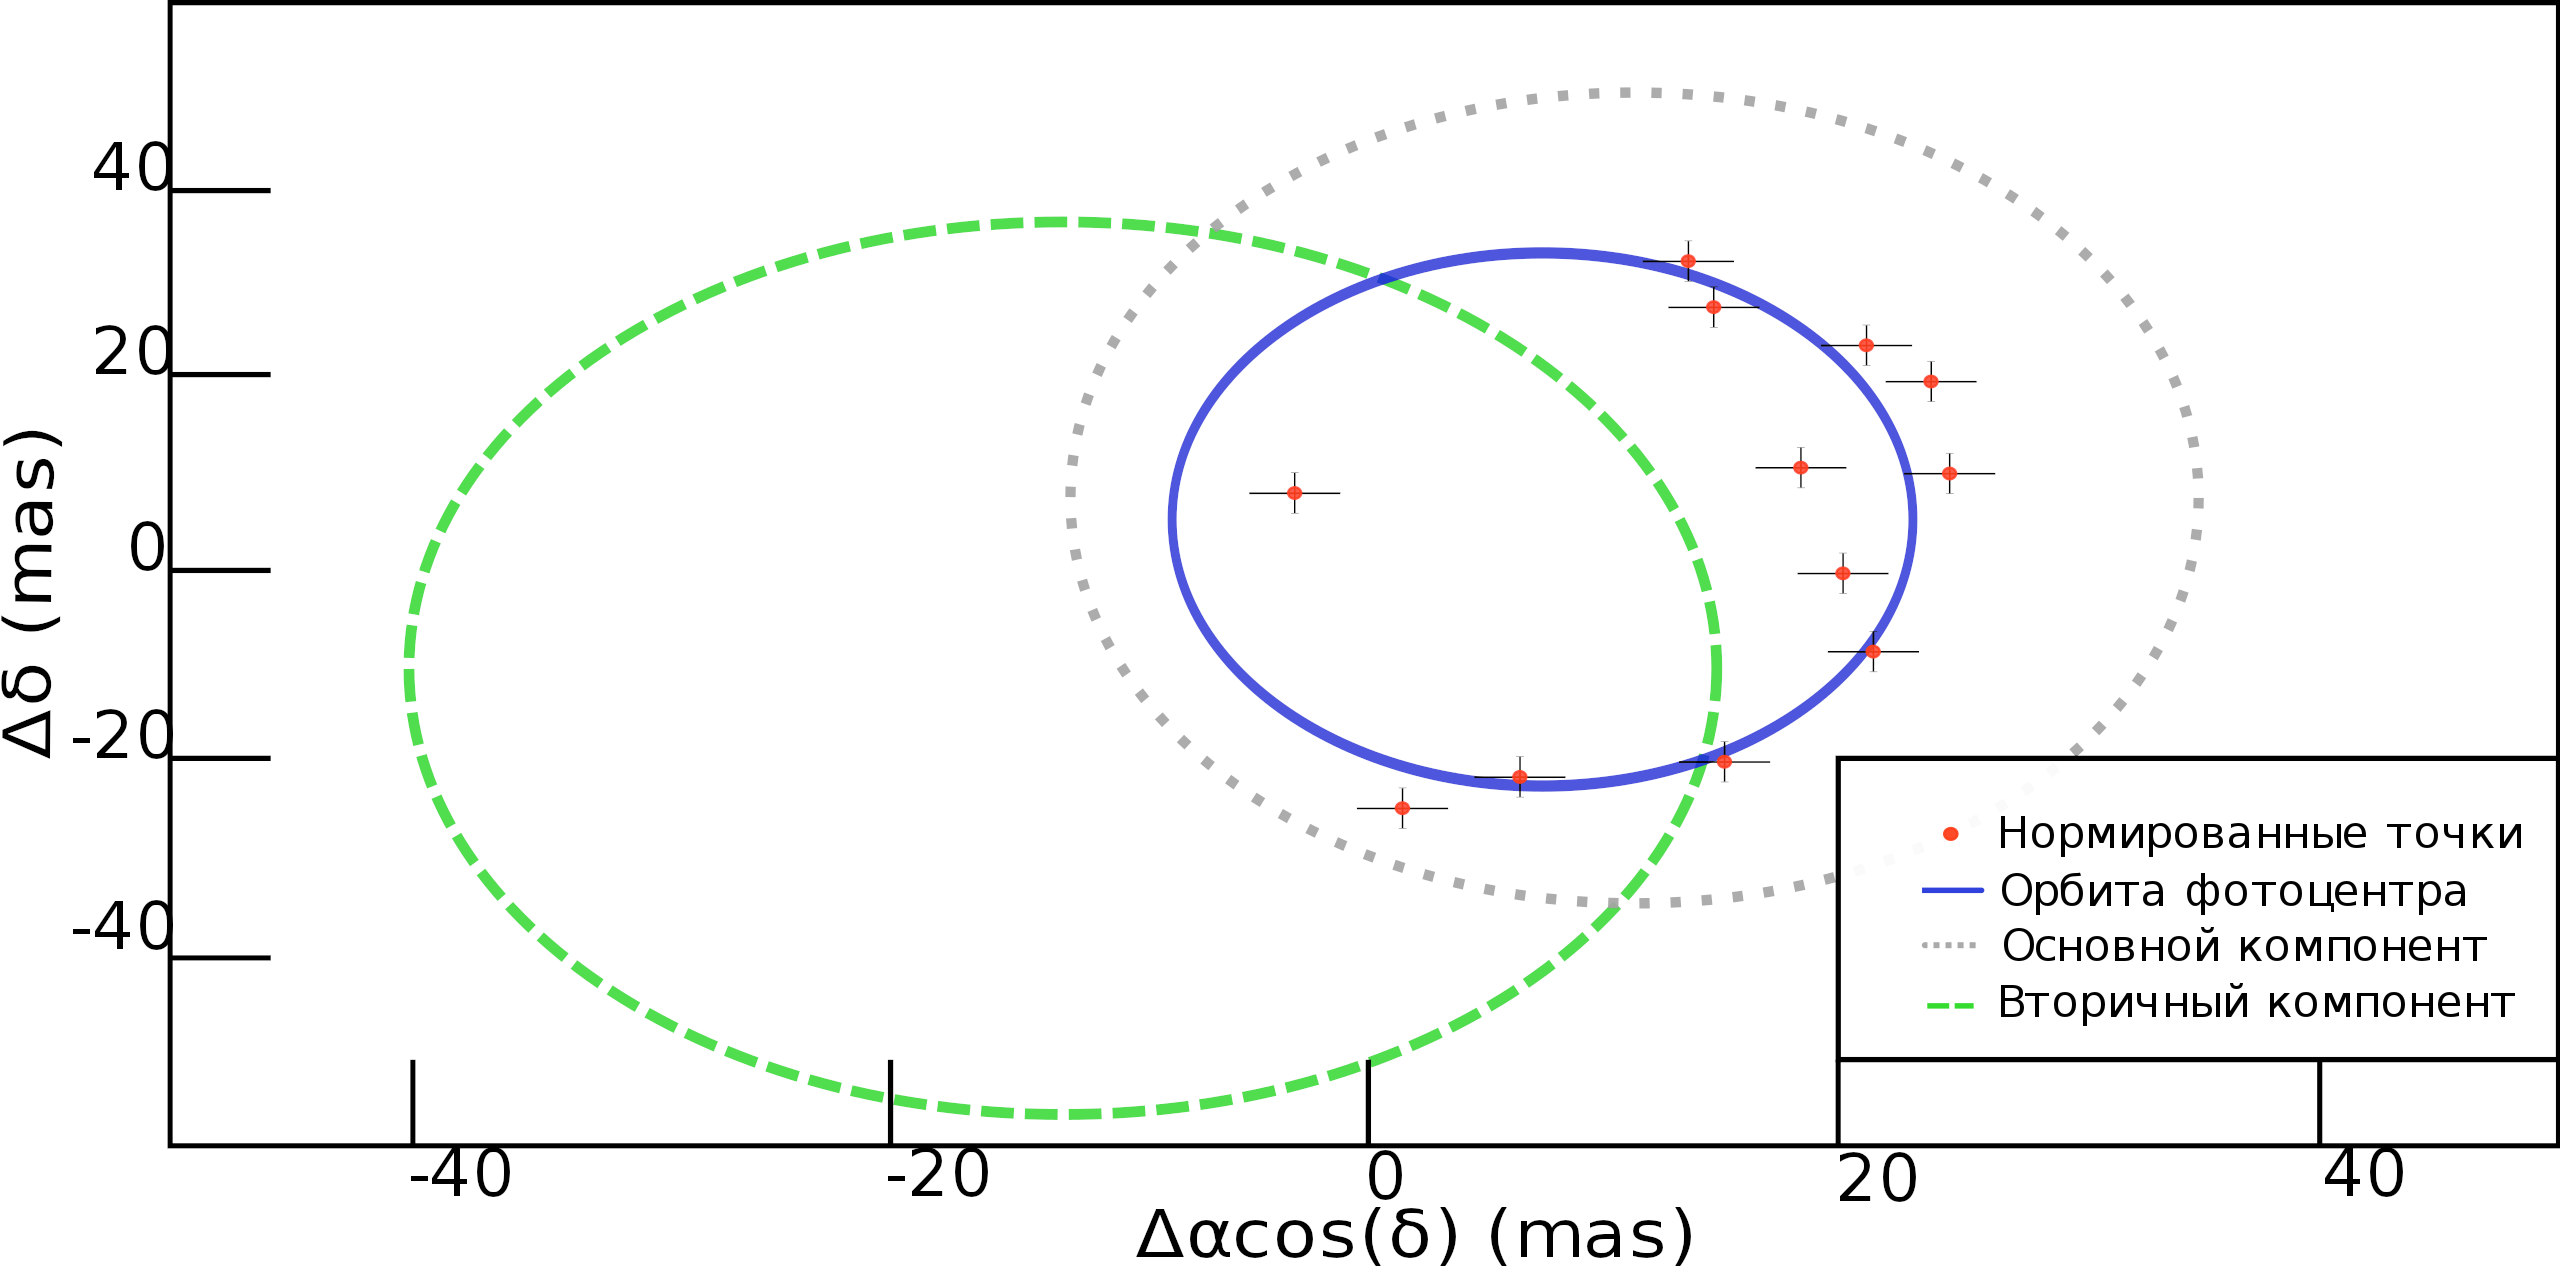 40
20
0
-20
-40
Δδ (mas)
Нормированные точки
Орбита фотоцентра
Основной компонент
Вторичный компонент
-40 -20 0 20 40
Δαcos(δ) (mas)